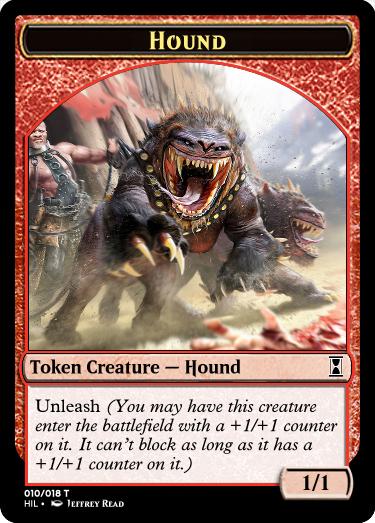 Hound
Token Creature — Hound
Unleash (You may have this creature
enter the battlefield with a +1/+1 counter
on it. It can't block as long as it has a
+1/+1 counter on it.)
1/1
010/018 T
HIL • Jeffrey Read